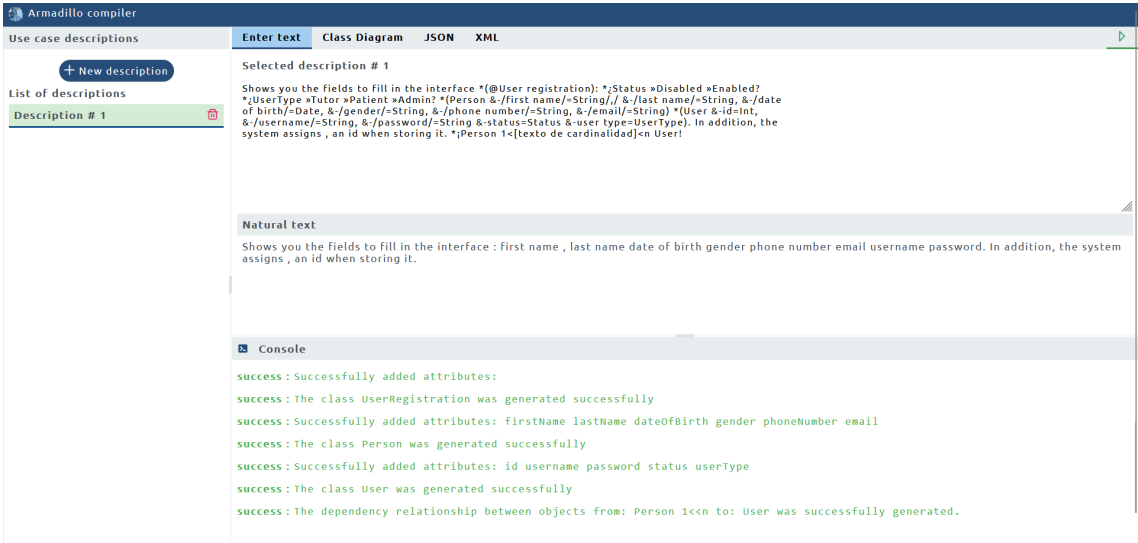 Armadillo compiler
Use case descriptions
Enter text Class Diagram JSON XML
+ New description
List of descriptions
Description # 1
Selected description # 1
Shows you the fields to fill in the interface *(@User registration): *¿Status »Disabled »Enabled?
*¿UserType »Tutor »Patient »Admin? *(Person &-/first name/=String/,/ &-/last name/=String, &-/date
of birth/=Date, &-/gender/=String, &-/phone number/=String, &-/email/=String) *(User &-id=Int,
&-/username/=String, &-/password/=String &-status=Status &-user type=UserType). In addition, the
system assigns , an id when storing it. *¡Person 1<[texto de cardinalidad]<n User!
Natural text
Shows you the fields to fill in the interface : first name , last name date of birth gender phone number email username password. In addition, the system
assigns , an id when storing it.
Console
success : Successfully added attributes:
success : The class UserRegistration was generated successfully
success : Successfully added attributes: firstName lastName dateOfBirth gender phoneNumber email
success : The class Person was generated successfully
success : Successfully added attributes: id username password status userType
success : The class User was generated successfully
success : The dependency relationship between objects from: Person 1<<n to: User was successfully generated.